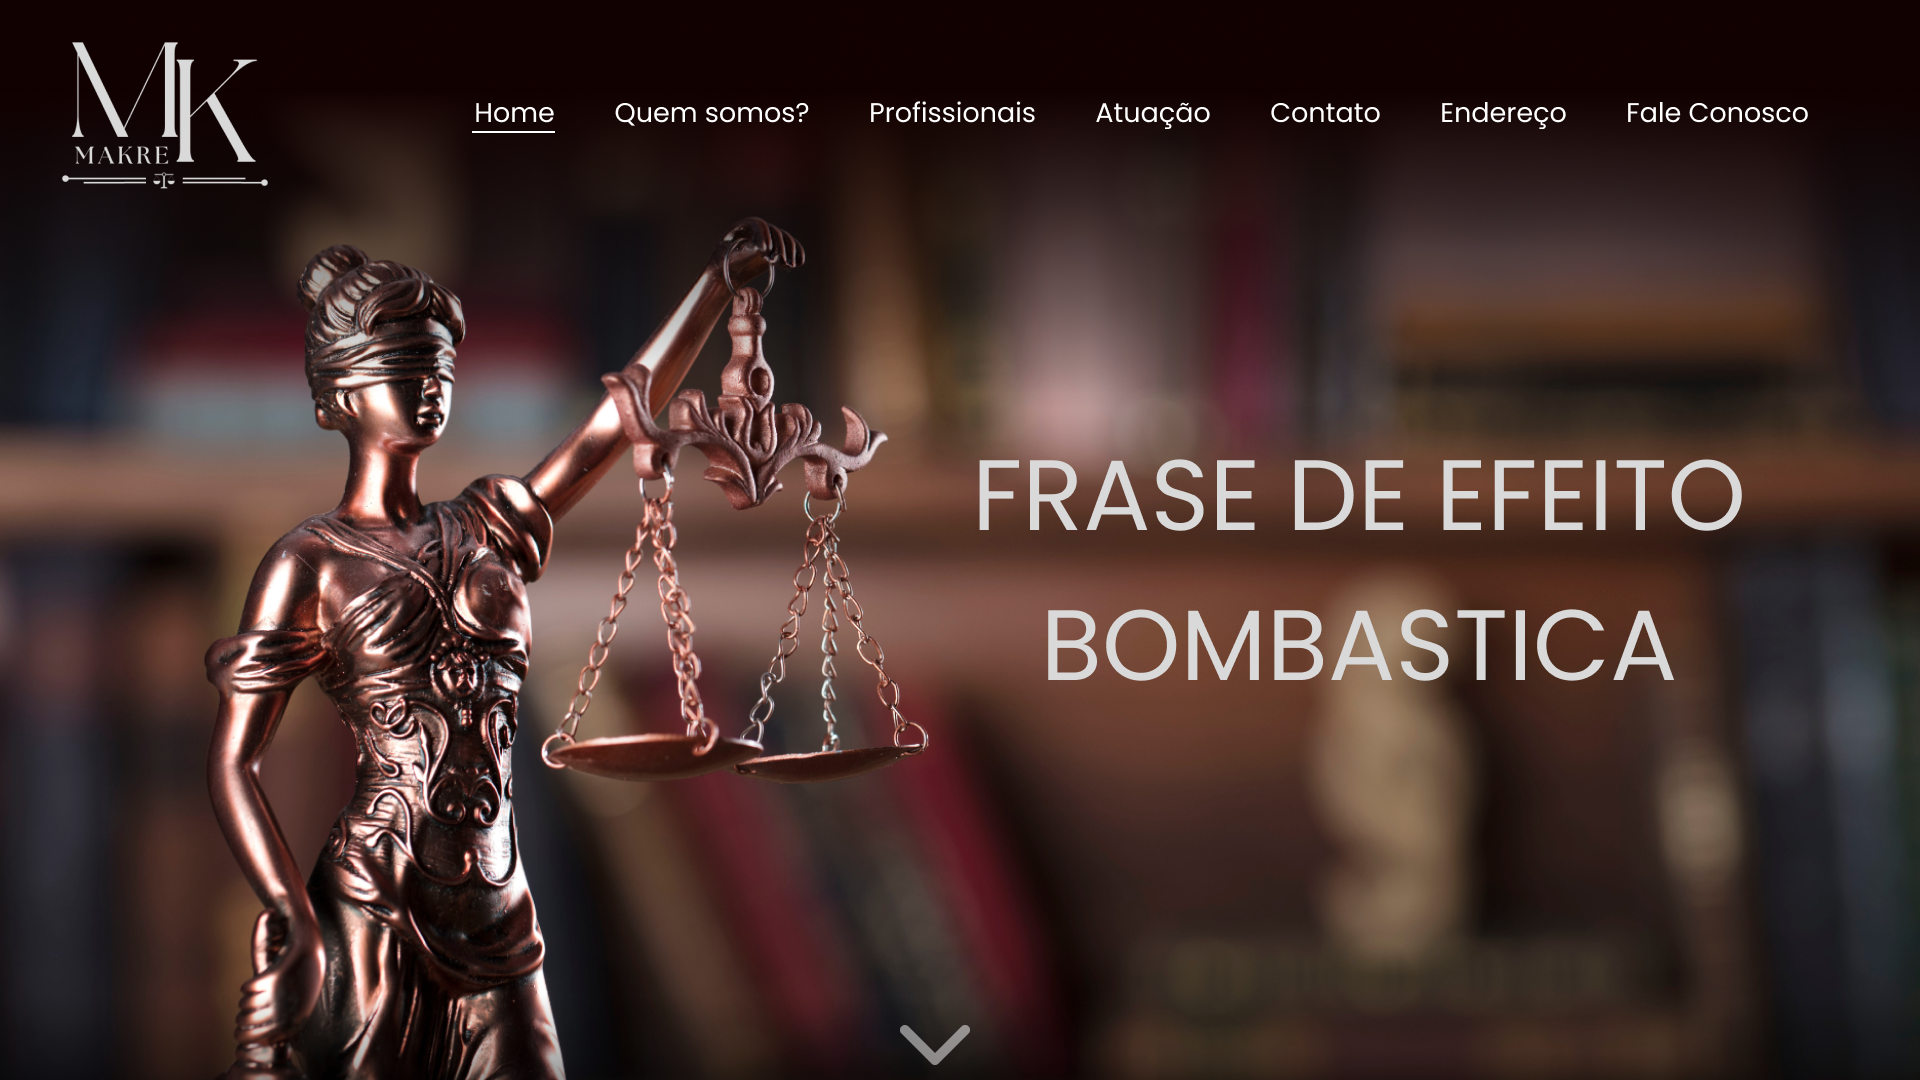 MK
MAKRE
Home Quem somos? Profissionais Atuação Contato Endereço Fale Conosco
FRASE DE EFEITO
BOMBASTICA